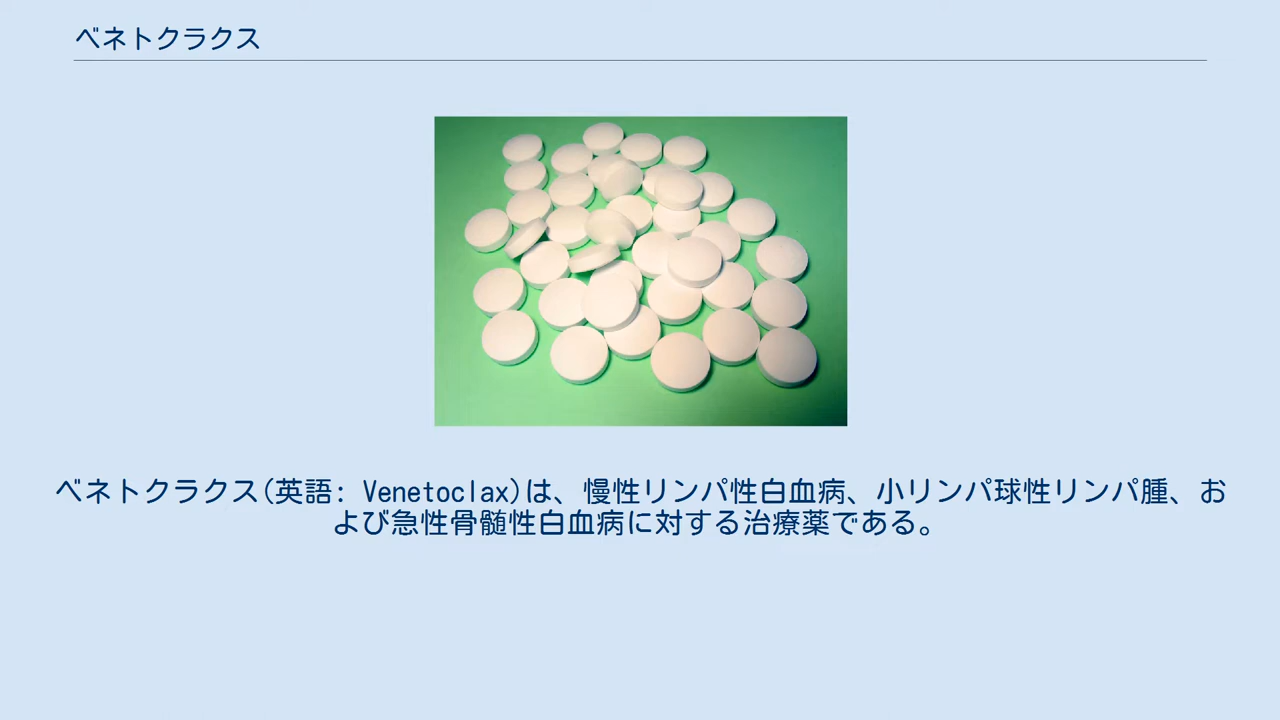 ベネトクラクス
ベネトクラクス(英語: Venetoclax)は、慢性リンパ性白血病、小リンパ球性リンパ腫、お
よび急性骨髄性白血病に対する治療薬である。